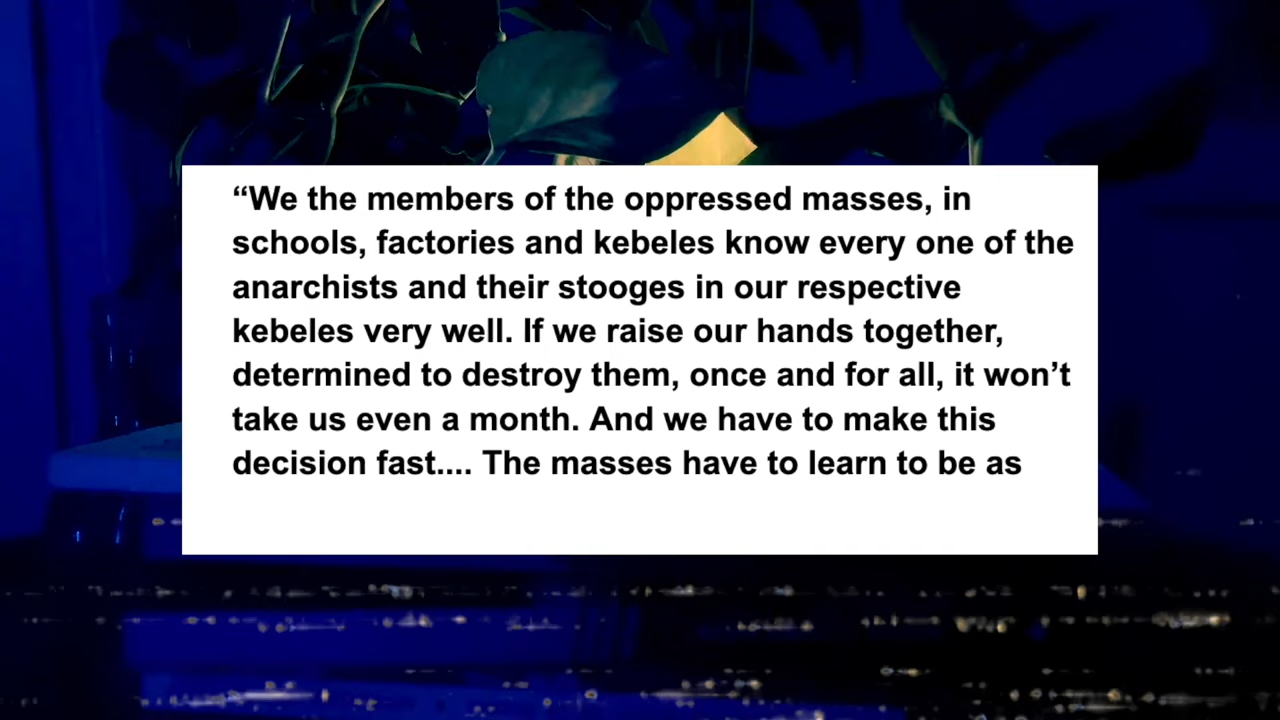 “We the members of the oppressed masses, in
schools, factories and kebeles know every one of the
anarchists and their stooges in our respective
kebeles very well. If we raise our hands together,
determined to destroy them, once and for all, it won’t
take us even a month. And we have to make this
decision fast.... The masses have to learn to be as